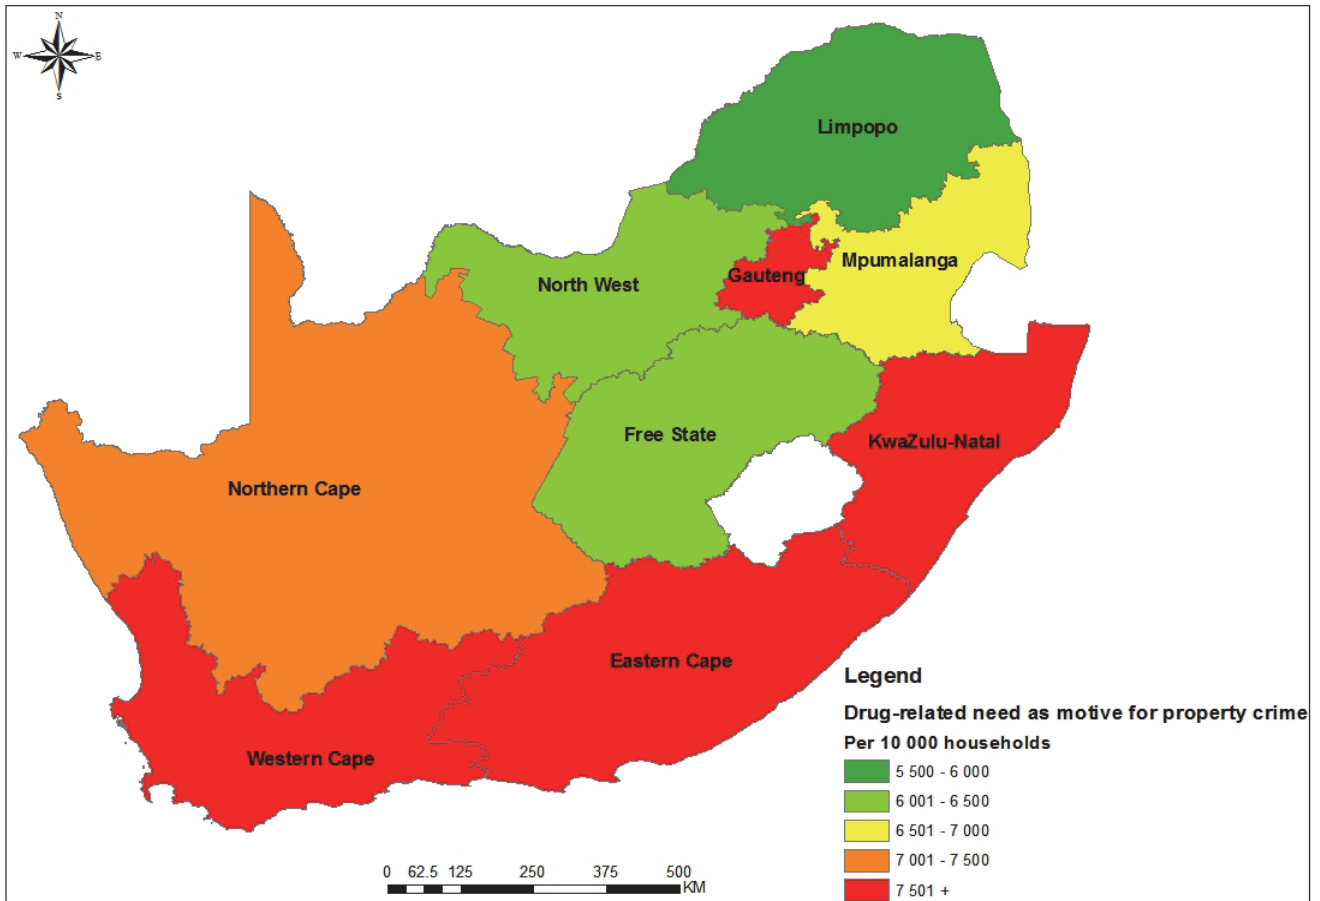 N
W E
S
Limpopo
Mpumalanga
Gauteng
North West
Free State
KwaZulu-Natal
Northern Cape
Eastern Cape
Western Cape
Legend
Drug-related need as motive for property crime
Per 10 000 households
5 500 - 6 000
6 001 - 6 500
6 501 - 7 000
7 001 - 7 500
7 501 +
0 62.5 125 250 375 500
KM